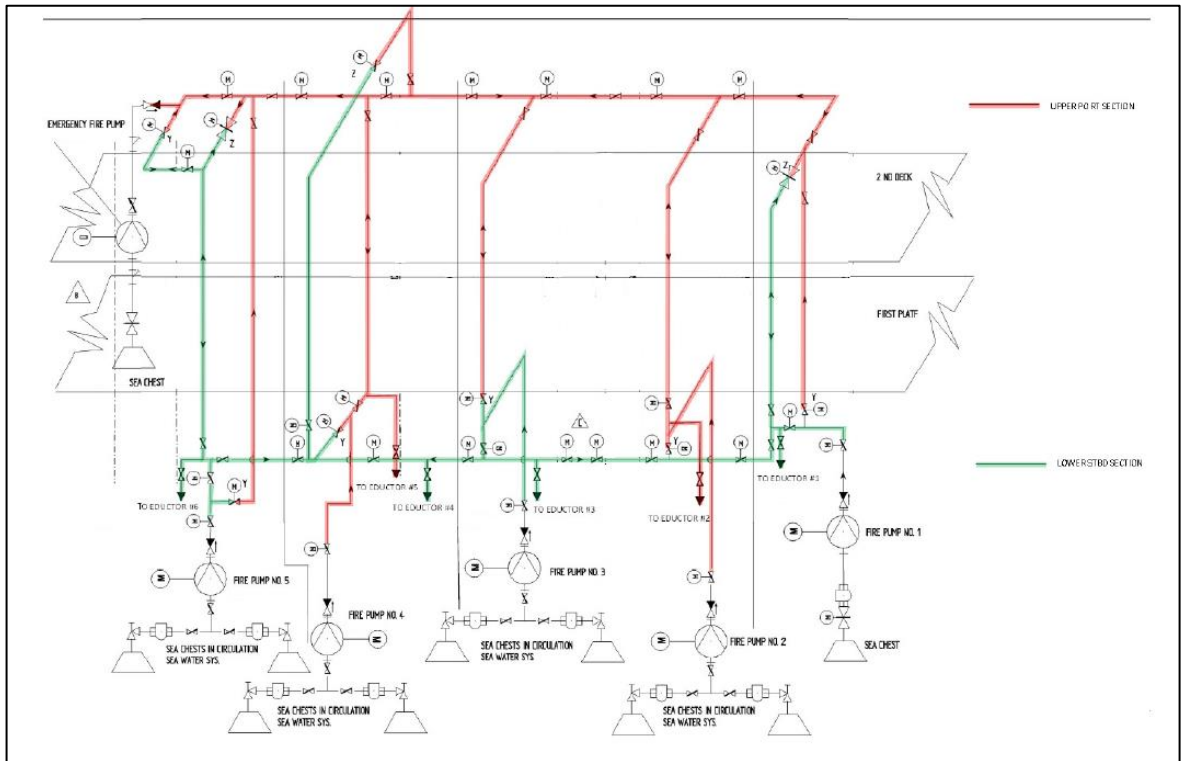 UPPER PORT SECTION
EMERGENCY FIRE PUMP
Z
Y
Z
Z
2 ND DECK
M
M
M
M
M
M
M
B
FIRST PLATF
SEA CHEST
Y
Y
Y
Y
Y
M
M
M
M
M
M
M
LOWER STBD SECTION
TO EDUCTOR #6
TO EDUCTOR #5
TO EDUCTOR #4
TO EDUCTOR #3
TO EDUCTOR #2
TO EDUCTOR #1
FIRE PUMP NO. 1
FIRE PUMP NO. 5
FIRE PUMP NO. 3
FIRE PUMP NO. 4
FIRE PUMP NO. 2
M
M
M
M
M
SEA CHESTS IN CIRCULATION
SEA WATER SYS.
SEA CHESTS IN CIRCULATION
SEA WATER SYS.
SEA CHEST
SEA CHESTS IN CIRCULATION
SEA WATER SYS.
SEA CHESTS IN CIRCULATION
SEA WATER SYS.